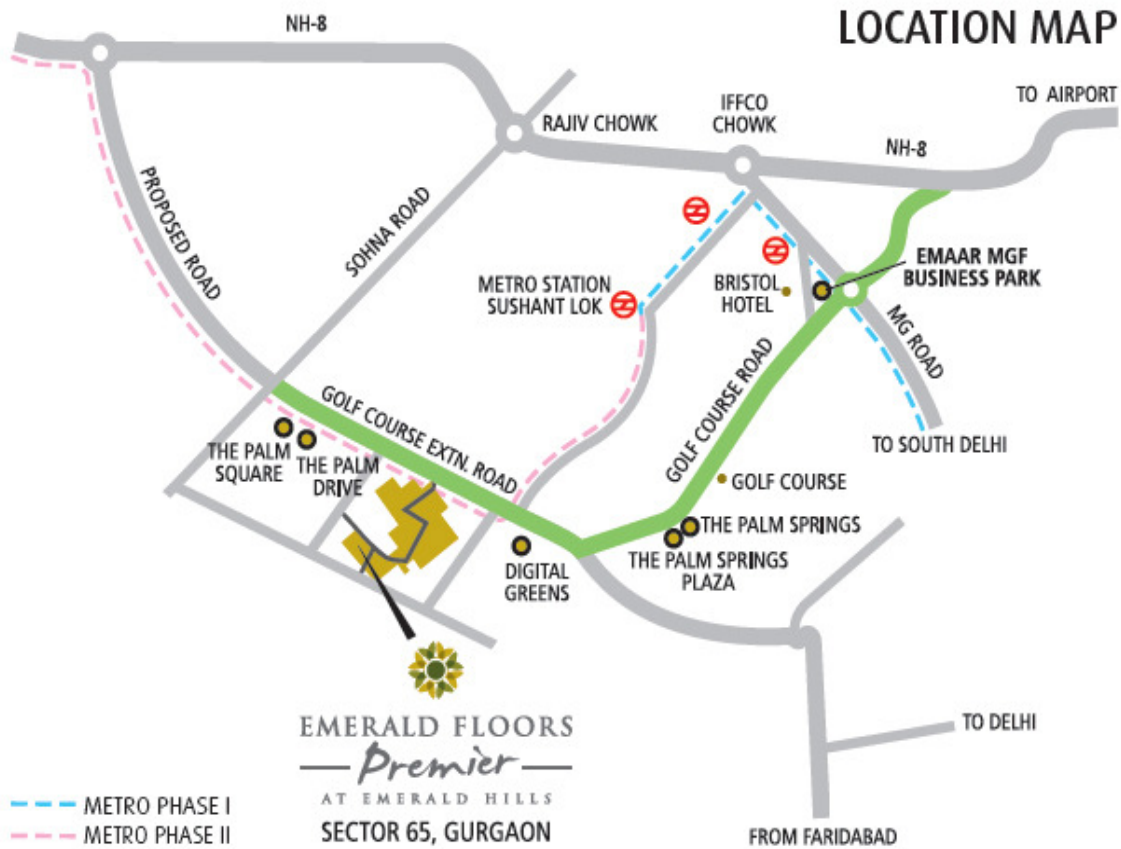 LOCATION MAP
NH-8
TO AIRPORT
IFFCO
CHOWK
RAJIV CHOWK
NH-8
PROPOSED ROAD
SOHNA ROAD
METRO STATION
SUSHANT LOK
BRISTOL
HOTEL
EMAAR MGF
BUSINESS PARK
MG ROAD
GOLF COURSE ROAD
TO SOUTH DELHI
GOLF COURSE EXTN. ROAD
THE PALM
SQUARE
THE PALM
DRIVE
GOLF COURSE
THE PALM SPRINGS
THE PALM SPRINGS
PLAZA
DIGITAL
GREENS
TO DELHI
FROM FARIDABAD
EMERALD FLOORS
Premier
AT EMERALD HILLS
SECTOR 65, GURGAON
METRO PHASE I
METRO PHASE II